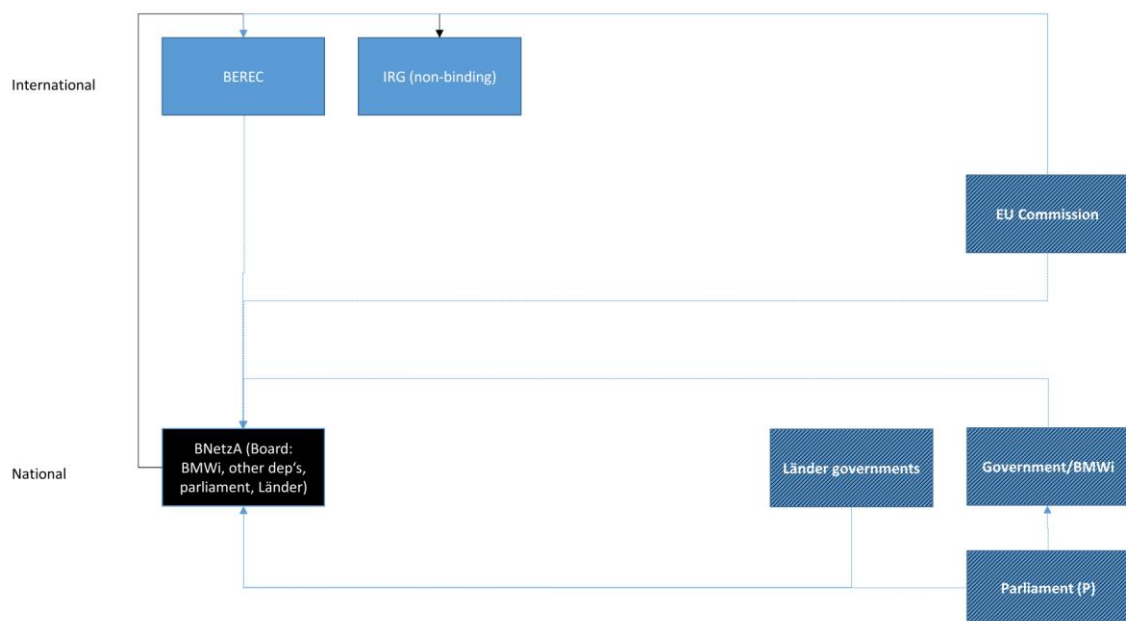 BEREC
IRG (non-binding)
International
EU Commission
BNetzA (Board:
BMWi, other dep‘s,
parliament, Länder)
National
Länder governments
Government/BMWi
Parliament (P)